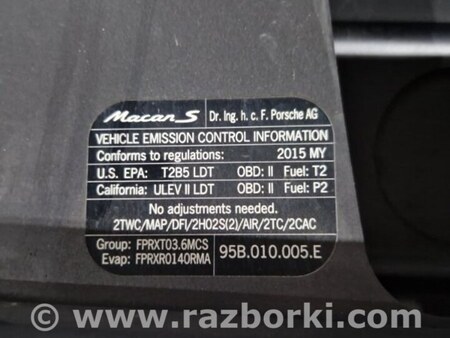 Macan S Dr. Ing. h. c. F. Porsche AG
VEHICLE EMISSION CONTROL INFORMATION
Conforms to regulations: 2015 MY
U.S. EPA: T2B5 LDT OBD: II Fuel: T2
California: ULEV II LDT OBD: II Fuel: P2
No adjustments needed.
2TWC/MAP/DFI/2HO2S(2)/AIR/2TC/2CAC
Group: FPRXT03.6MCS
Evap: FPRXR0140RMA
95B.010.005.E
© www.razborki.com